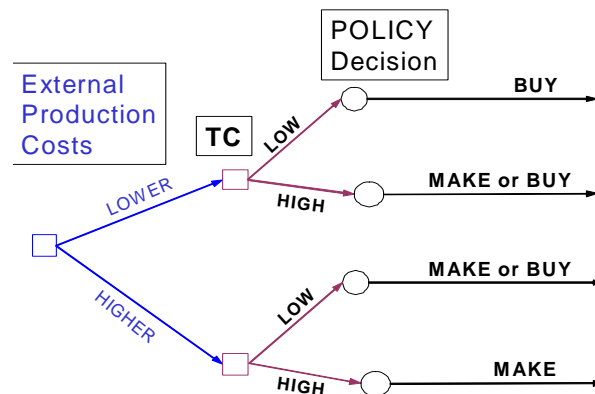 POLICY
Decision
External
Production
Costs
TC
BUY
LOW
LOWER
HIGH
MAKE or BUY
HIGHER
LOW
MAKE or BUY
HIGH
MAKE